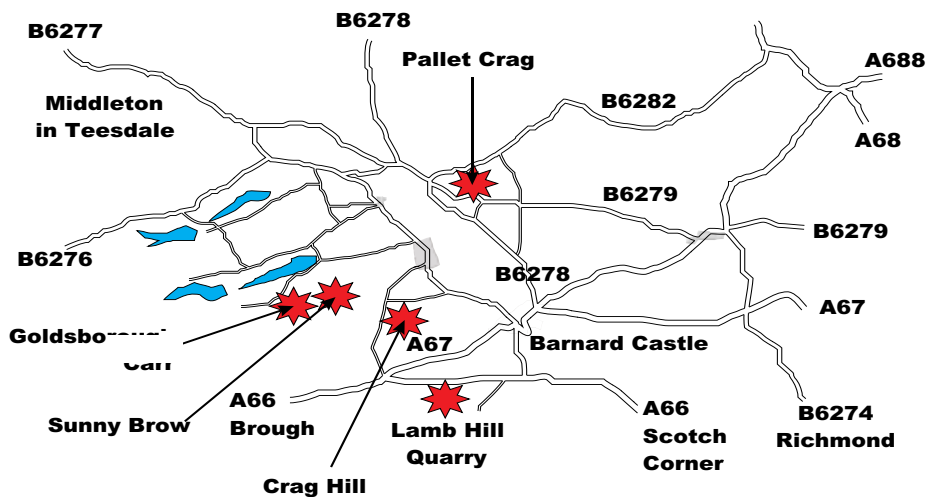 B6277
B6278
Pallet Crag
A688
Middleton
in Teesdale
B6282
A68
B6279
B6279
B6276
B6278
A67
A67
Barnard Castle
Sunny Brow
A66
Brough
Lamb Hill
Quarry
A66
Scotch
Corner
B6274
Richmond
Crag Hill